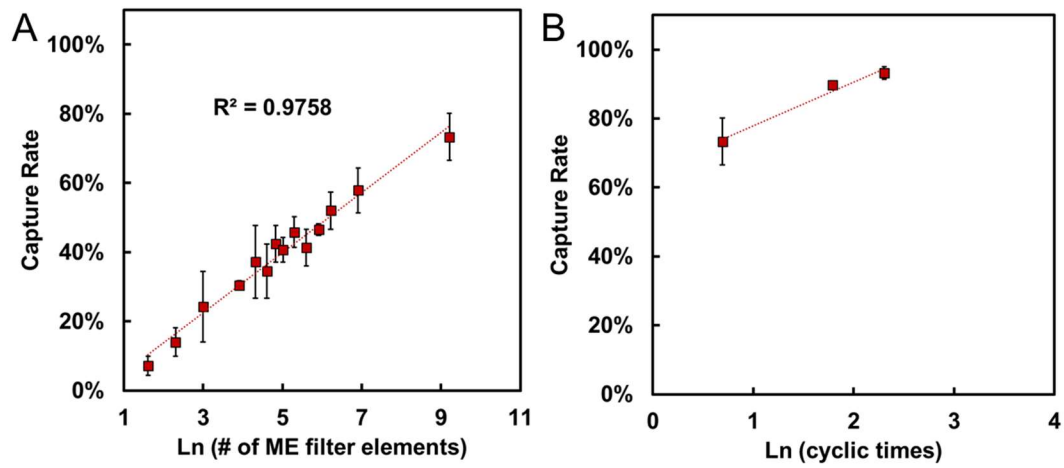 A
100%
80%
60%
40%
20%
0%
Capture Rate
R² = 0.9758
1 3 5 7 9 11
Ln (# of ME filter elements)
B
100%
80%
60%
40%
20%
0%
Capture Rate
0 1 2 3 4
Ln (cyclic times)